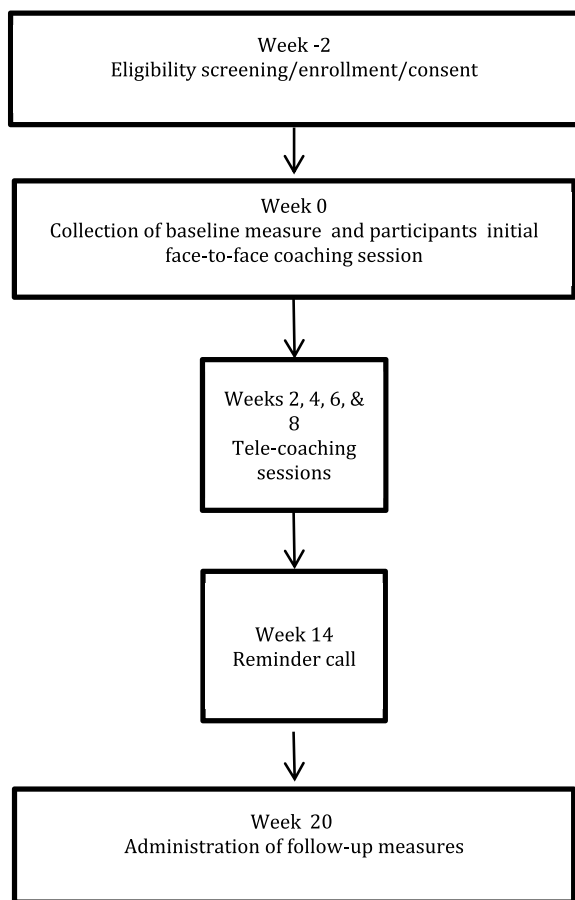 Week -2
Eligibility screening/enrollment/consent
Week 0
Collection of baseline measure and participants initial
face-to-face coaching session
Weeks 2, 4, 6, &
8
Tele-coaching
sessions
Week 14
Reminder call
Week 20
Administration of follow-up measures